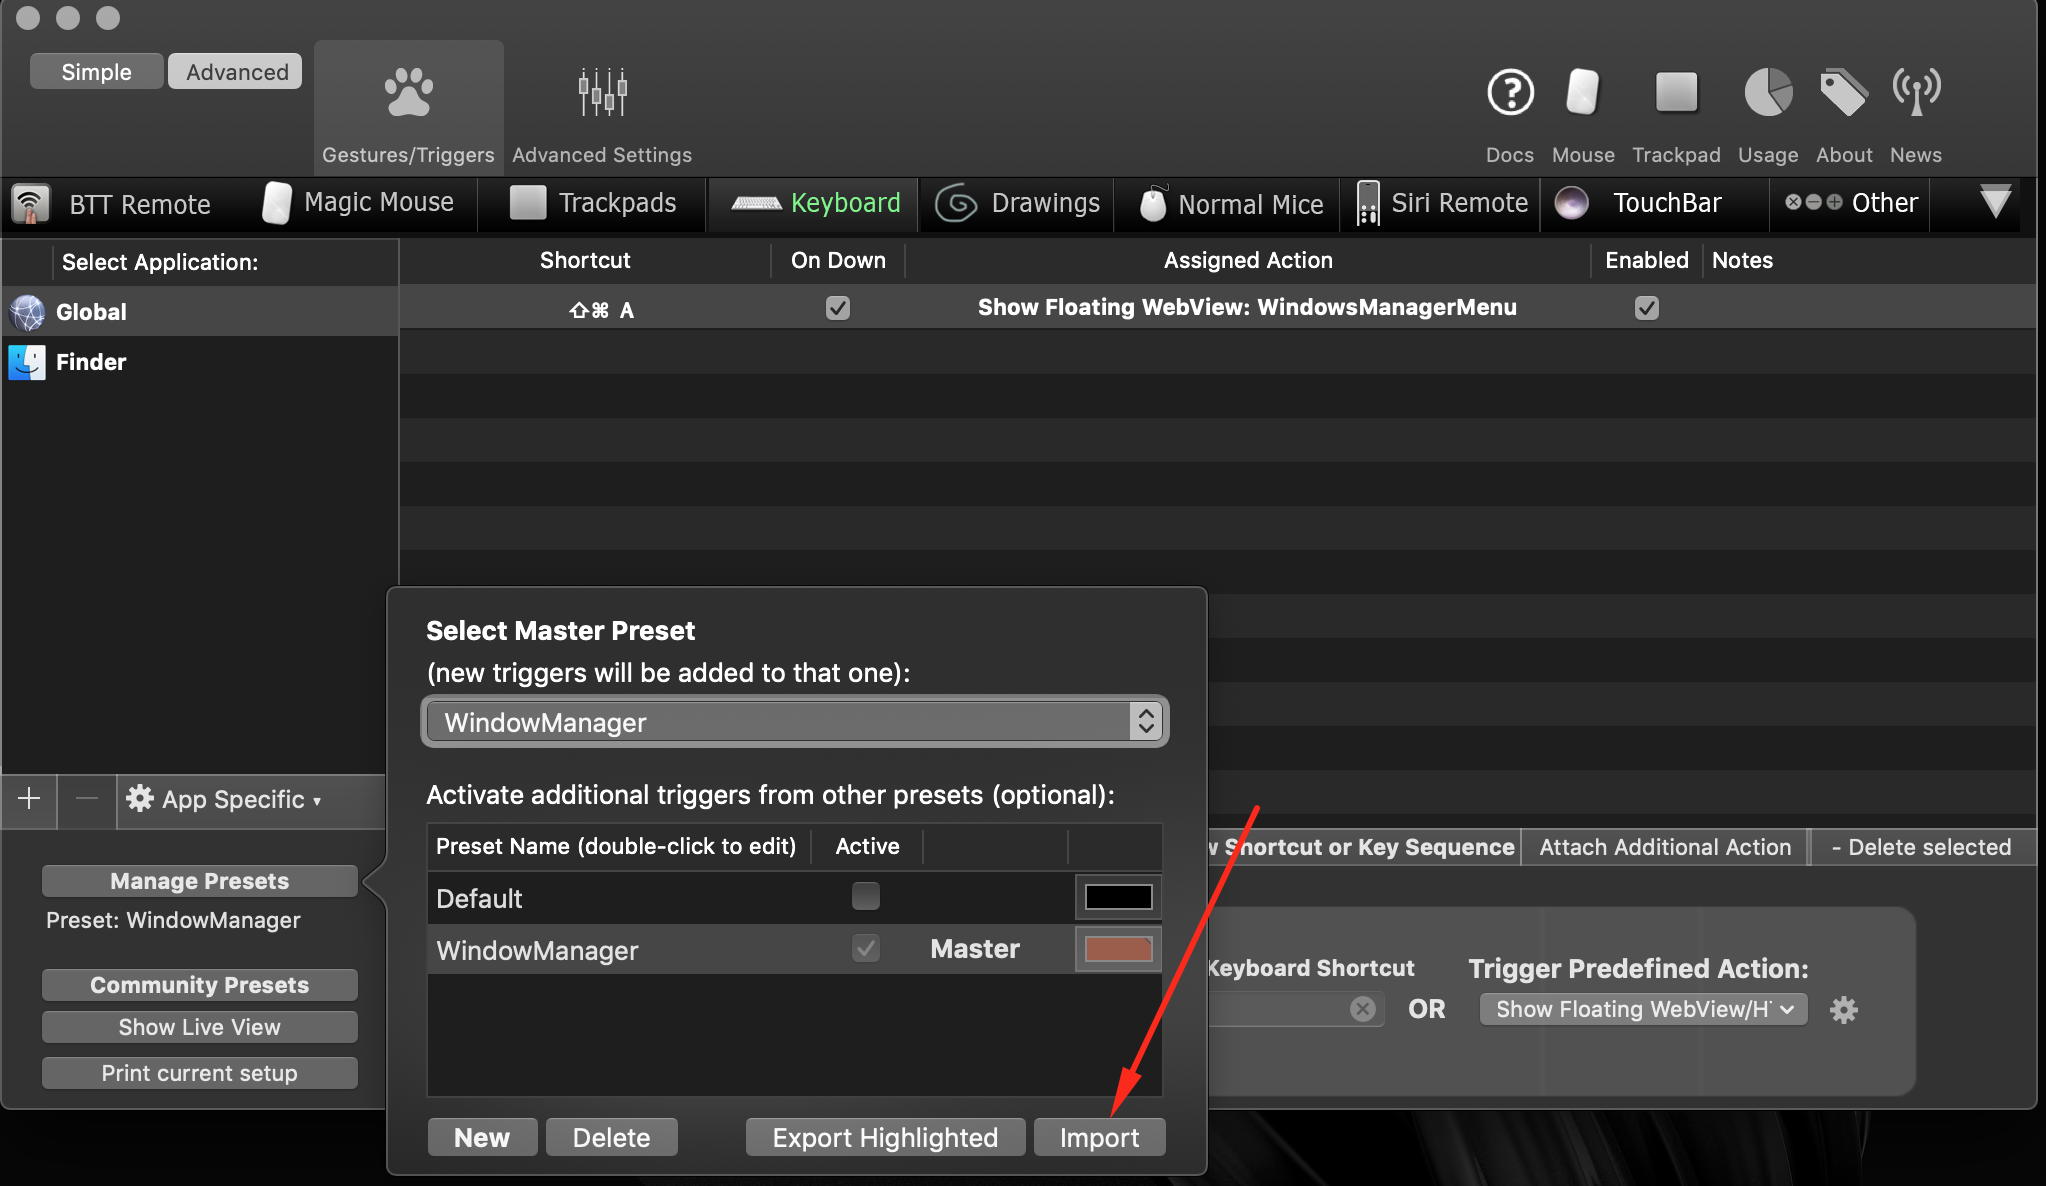 Simple
Advanced
Gestures/Triggers
Advanced Settings
Docs
Mouse
Trackpad
Usage
About
News
BTT Remote
Magic Mouse
Trackpads
Keyboard
Drawings
Normal Mice
Siri Remote
TouchBar
Other
Select Application:
Shortcut
On Down
Assigned Action
Enabled
Notes
Global
⇧⌘ A
Show Floating WebView: WindowsManagerMenu
Finder
Select Master Preset
(new triggers will be added to that one):
WindowManager
Activate additional triggers from other presets (optional):
Preset Name (double-click to edit)
Active
Default
WindowManager
Master
New
Delete
Export Highlighted
Import
App Specific ▾
Manage Presets
Preset: WindowManager
Community Presets
Show Live View
Print current setup
Shortcut or Key Sequence
Attach Additional Action
- Delete selected
Keyboard Shortcut
OR
Trigger Predefined Action:
Show Floating WebView/H